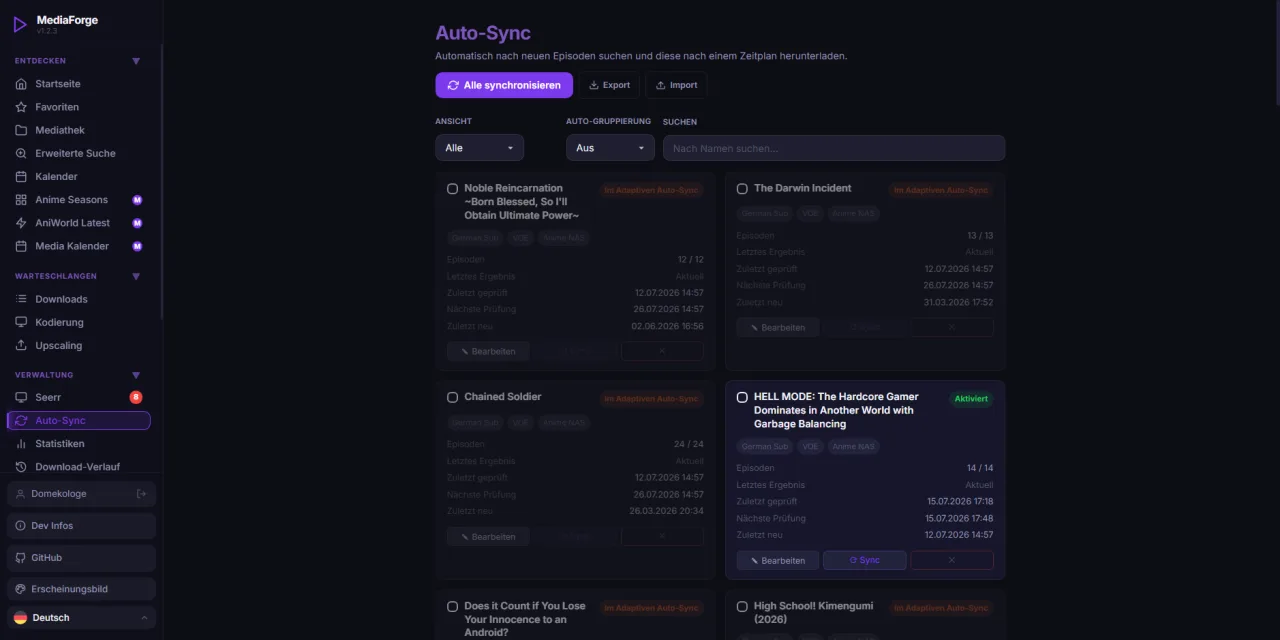 MediaForge
v1.2.3
ENTDECKEN
Startseite
Favoriten
Mediathek
Erweiterte Suche
Kalender
Anime Seasons M
AniWorld Latest M
Media Kalender M
WARTESCHLANGEN
Downloads
Kodierung
Upscaling
VERWALTUNG
Seerr 8
Auto-Sync
Statistiken
Download-Verlauf
Domekologe
Dev Infos
GitHub
Erscheinungsbild
Deutsch
Auto-Sync
Automatisch nach neuen Episoden suchen und diese nach einem Zeitplan herunterladen.
Alle synchronisieren Export Import
ANSICHT AUTO-GRUPPIERUNG SUCHEN
Alle Aus Nach Namen suchen...
Noble Reincarnation
~Born Blessed, So I'll
Obtain Ultimate Power~
Im Adaptiven Auto-Sync
German Sub VOE Anime NAS
Episoden 12 / 12
Letztes Ergebnis Aktuell
Zuletzt geprüft 12.07.2026 14:57
Nächste Prüfung 26.07.2026 14:57
Zuletzt neu 02.06.2026 16:56
Bearbeiten
The Darwin Incident
Im Adaptiven Auto-Sync
German Sub VOE Anime NAS
Episoden 13 / 13
Letztes Ergebnis Aktuell
Zuletzt geprüft 12.07.2026 14:57
Nächste Prüfung 26.07.2026 14:57
Zuletzt neu 31.03.2026 17:52
Bearbeiten
Chained Soldier
Im Adaptiven Auto-Sync
German Sub VOE Anime NAS
Episoden 24 / 24
Letztes Ergebnis Aktuell
Zuletzt geprüft 12.07.2026 14:57
Nächste Prüfung 26.07.2026 14:57
Zuletzt neu 26.03.2026 20:34
Bearbeiten
HELL MODE: The Hardcore Gamer
Dominates in Another World with
Garbage Balancing
Aktiviert
German Sub VOE Anime NAS
Episoden 14 / 14
Letztes Ergebnis Aktuell
Zuletzt geprüft 15.07.2026 17:18
Nächste Prüfung 15.07.2026 17:48
Zuletzt neu 12.07.2026 14:57
Bearbeiten Sync
Does it Count if You Lose
Your Innocence to an
Android?
Im Adaptiven Auto-Sync
High School! Kimengumi
(2026)
Im Adaptiven Auto-Sync